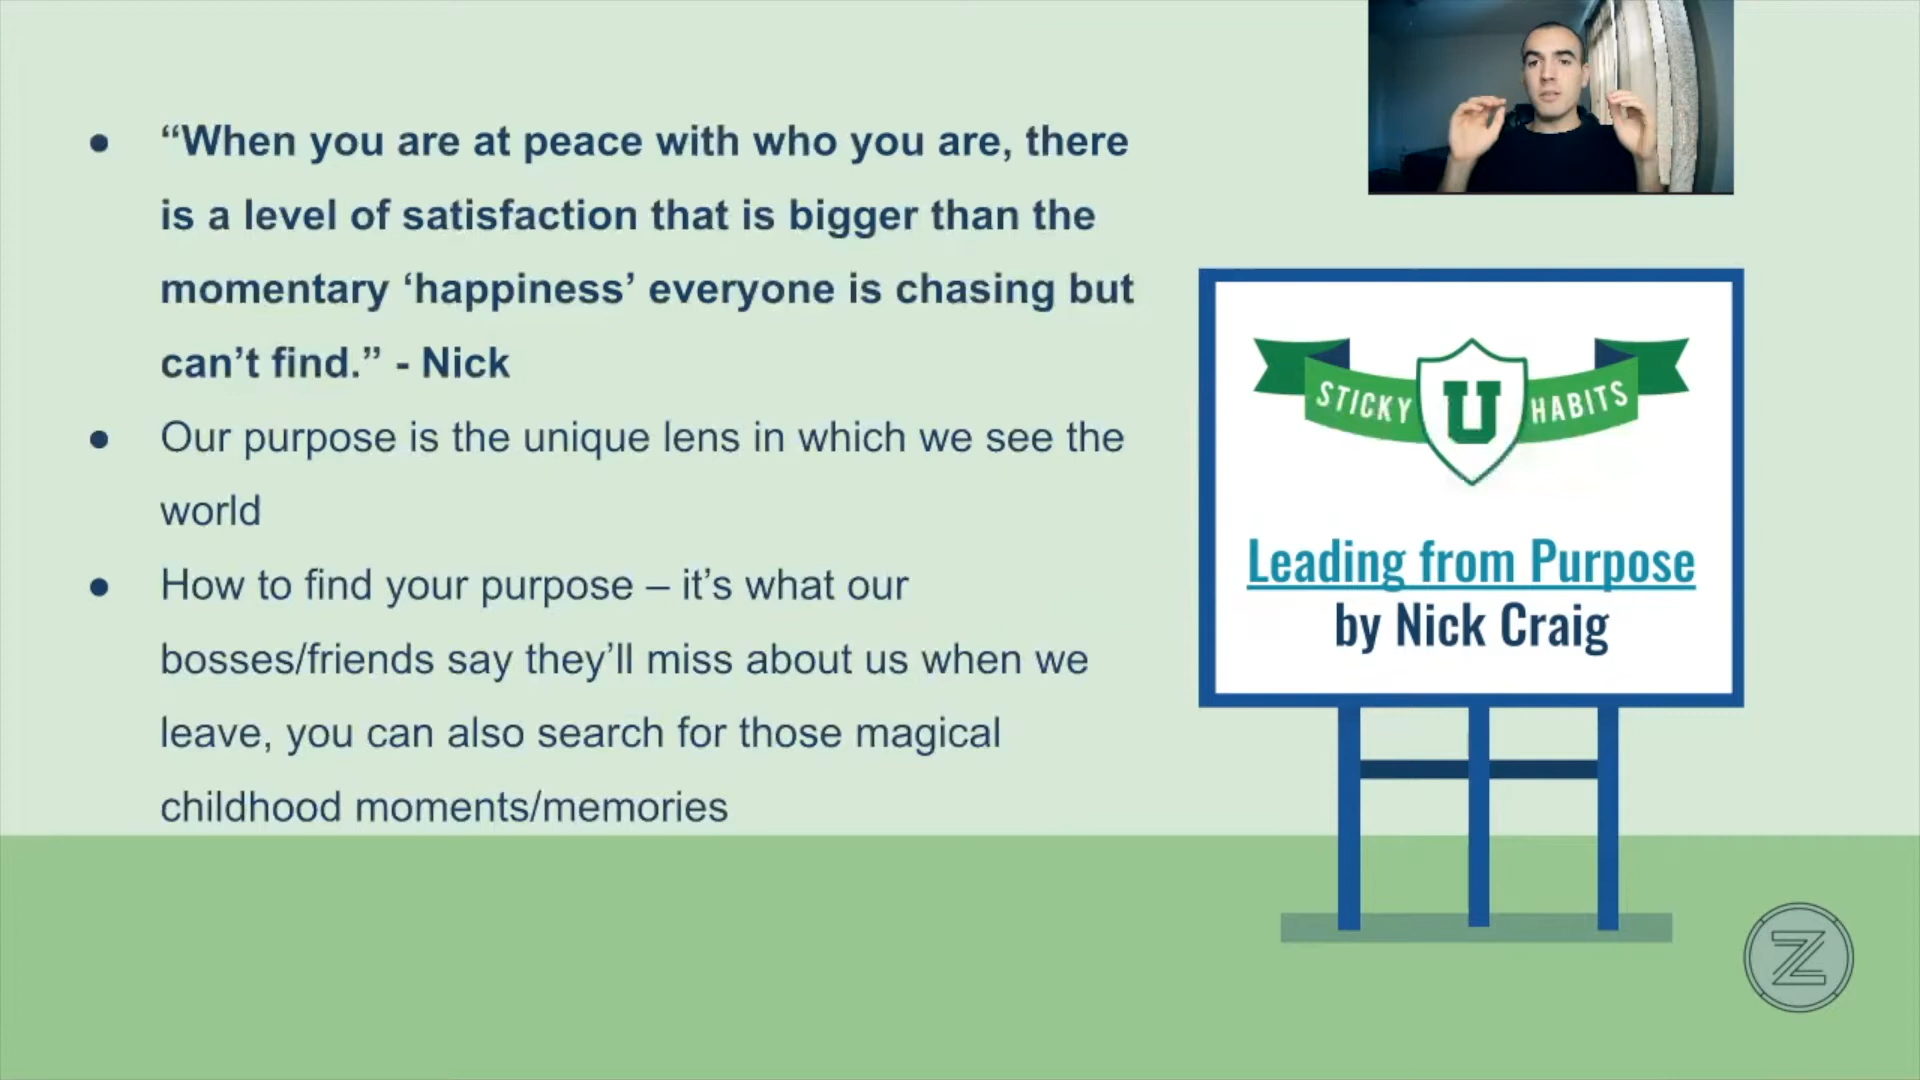 ● “When you are at peace with who you are, there
is a level of satisfaction that is bigger than the
momentary ‘happiness’ everyone is chasing but
can’t find.” - Nick
● Our purpose is the unique lens in which we see the
world
● How to find your purpose – it’s what our
bosses/friends say they’ll miss about us when we
leave, you can also search for those magical
childhood moments/memories
STICKY U HABITS
Leading from Purpose
by Nick Craig
Z